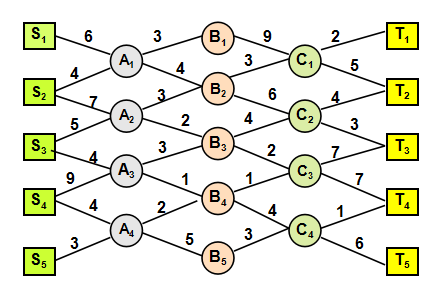 S1 6 A1 3 B1 9 C1 2 T1
4 4 3 5
S2 7 A2 3 B2 6 C2 4 T2
5 2 4 3
S3 4 A3 3 B3 2 C3 7 T3
9 1 1 7
S4 4 A4 2 B4 4 C4 1 T4
3 5 3 6
S5 B5 T5